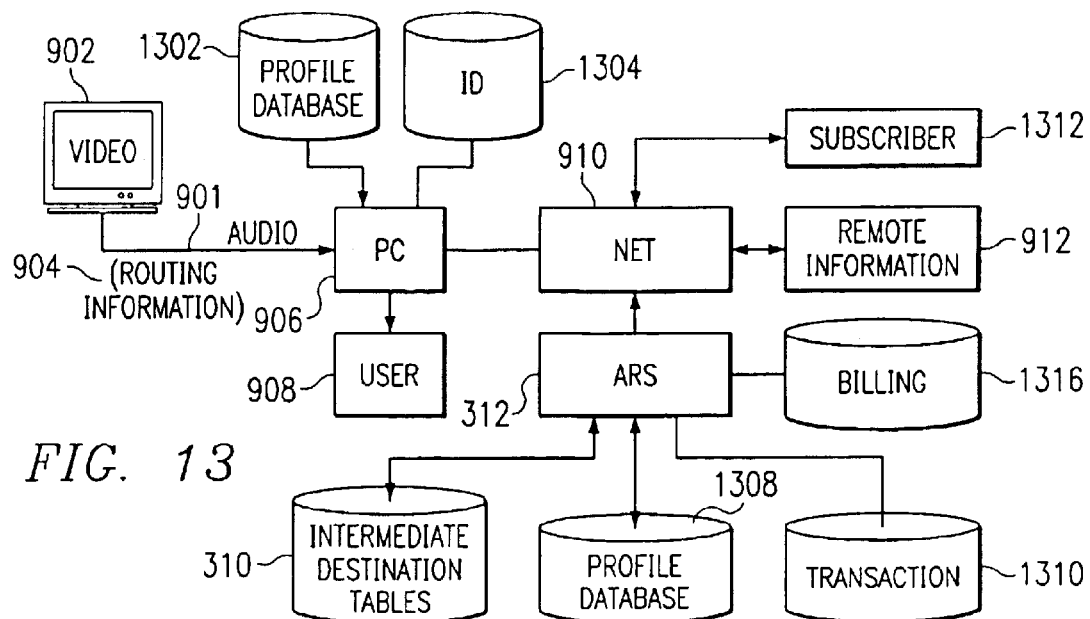 902
1302
PROFILE
DATABASE
ID
1304
VIDEO
901
AUDIO
904
(ROUTING
INFORMATION)
PC
906
910
NET
SUBSCRIBER
1312
REMOTE
INFORMATION
912
USER
908
ARS
312
BILLING
1316
FIG. 13
INTERMEDIATE
DESTINATION
TABLES
310
1308
PROFILE
DATABASE
TRANSACTION
1310